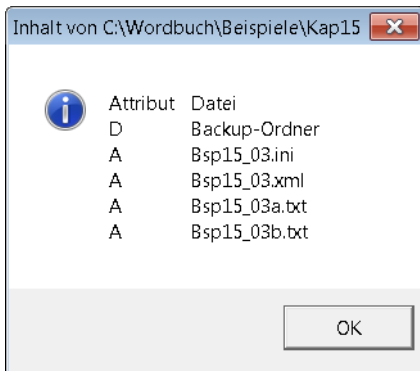 Inhalt von C:\Wordbuch\Beispiele\Kap15
Attribut Datei
D Backup-Ordner
A Bsp15_03.ini
A Bsp15_03.xml
A Bsp15_03a.txt
A Bsp15_03b.txt
OK